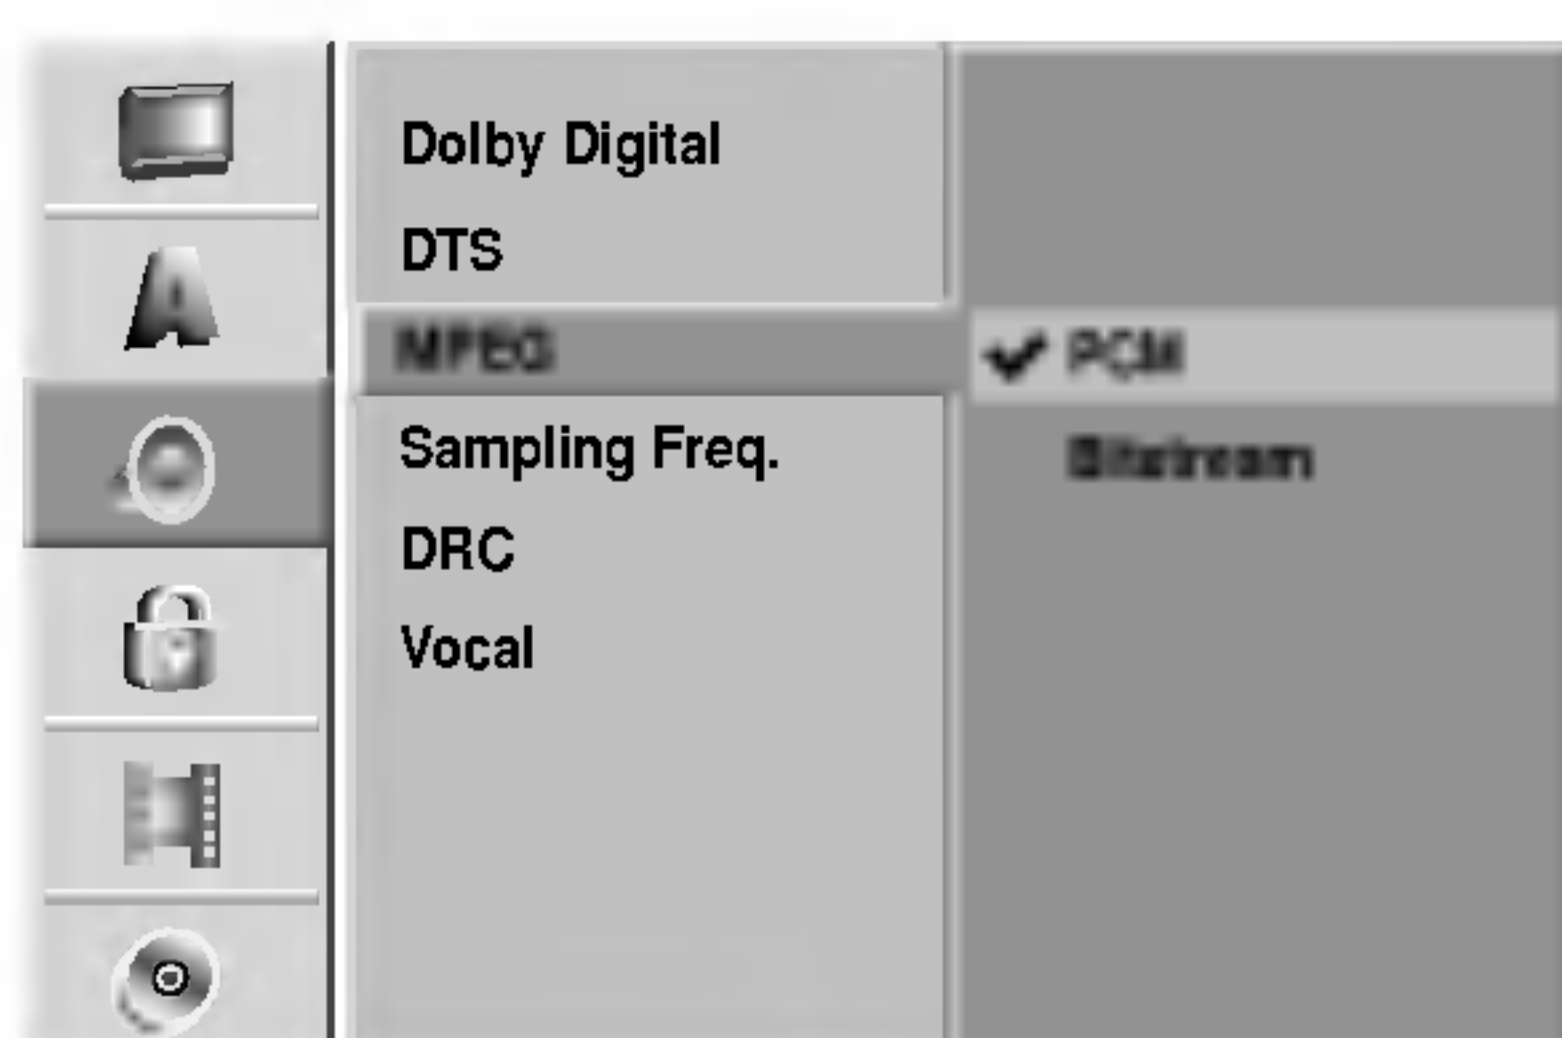 Dolby Digital
DTS
MPEG
PCM
Bitstream
Sampling Freq.
DRC
Vocal